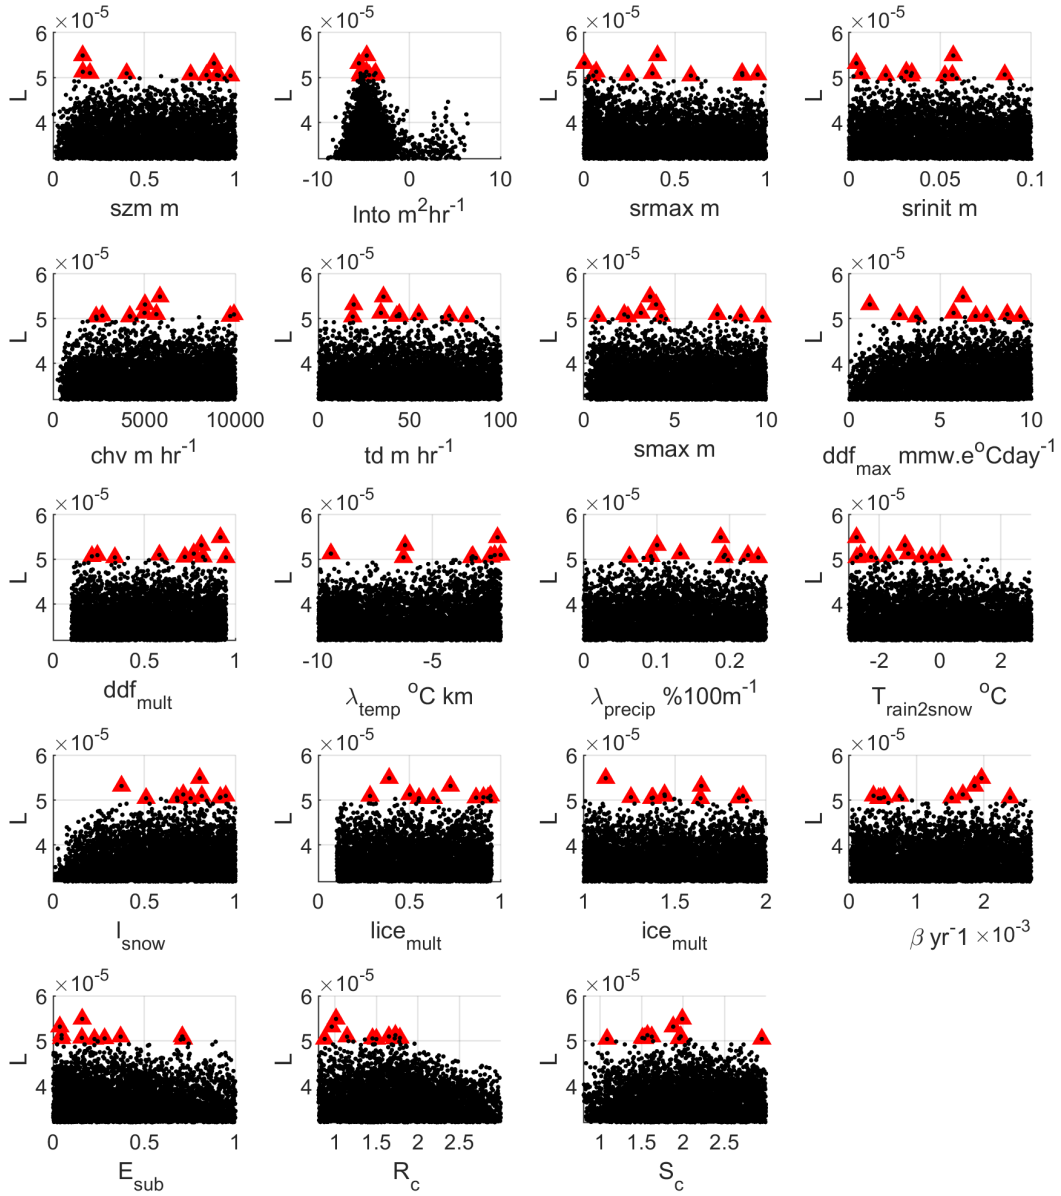 ×10⁻⁵ ×10⁻⁵ ×10⁻⁵ ×10⁻⁵
6 6 6 6
5 5 5 5
L L L L
4 4 4 4
0 0.5 1 -10 0 10 0 0.5 1 0 0.05 0.1
szm m lnto m²hr⁻¹ srmax m srinit m
×10⁻⁵ ×10⁻⁵ ×10⁻⁵ ×10⁻⁵
6 6 6 6
5 5 5 5
L L L L
4 4 4 4
0 5000 10000 0 50 100 0 5 10 0 5 10
chv m hr⁻¹ td m hr⁻¹ smax m ddf_max mmw.e°Cday⁻¹
×10⁻⁵ ×10⁻⁵ ×10⁻⁵ ×10⁻⁵
6 6 6 6
5 5 5 5
L L L L
4 4 4 4
0 0.5 1 -10 -5 0 0.1 0.2 -2 0 2
ddf_mult λ_temp °C km λ_precip %100m⁻¹ T_rain2snow °C
×10⁻⁵ ×10⁻⁵ ×10⁻⁵ ×10⁻⁵
6 6 6 6
5 5 5 5
L L L L
4 4 4 4
0 0.5 1 0 0.5 1 1 1.5 2 0 1 2
l_snow lice_mult ice_mult β yr⁻1 ×10⁻³
×10⁻⁵ ×10⁻⁵ ×10⁻⁵
6 6 6
5 5 5
L L L
4 4 4
0 0.5 1 1 1.5 2 2.5 1 1.5 2 2.5
E_sub R_c S_c